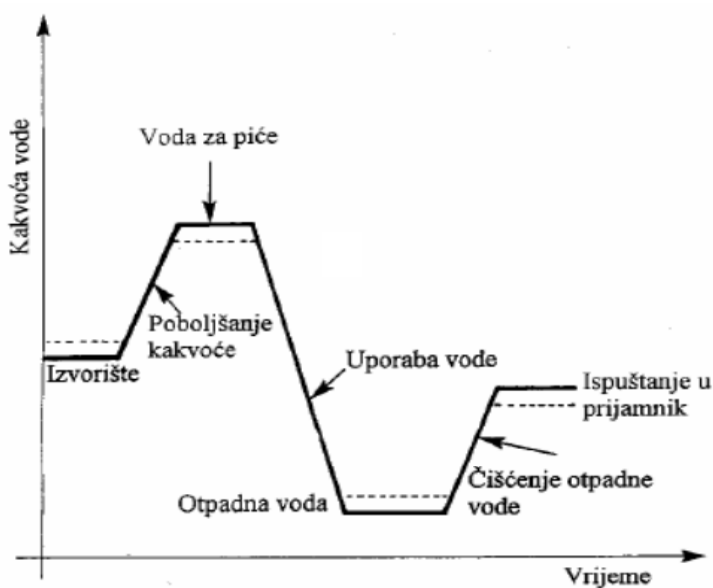 Kakvoća vode
Voda za piće
Poboljšanje
kakvoće
Izvorište
Uporaba vode
Ispuštanje u
prijamnik
Otpadna voda
Čišćenje otpadne
vode
Vrijeme